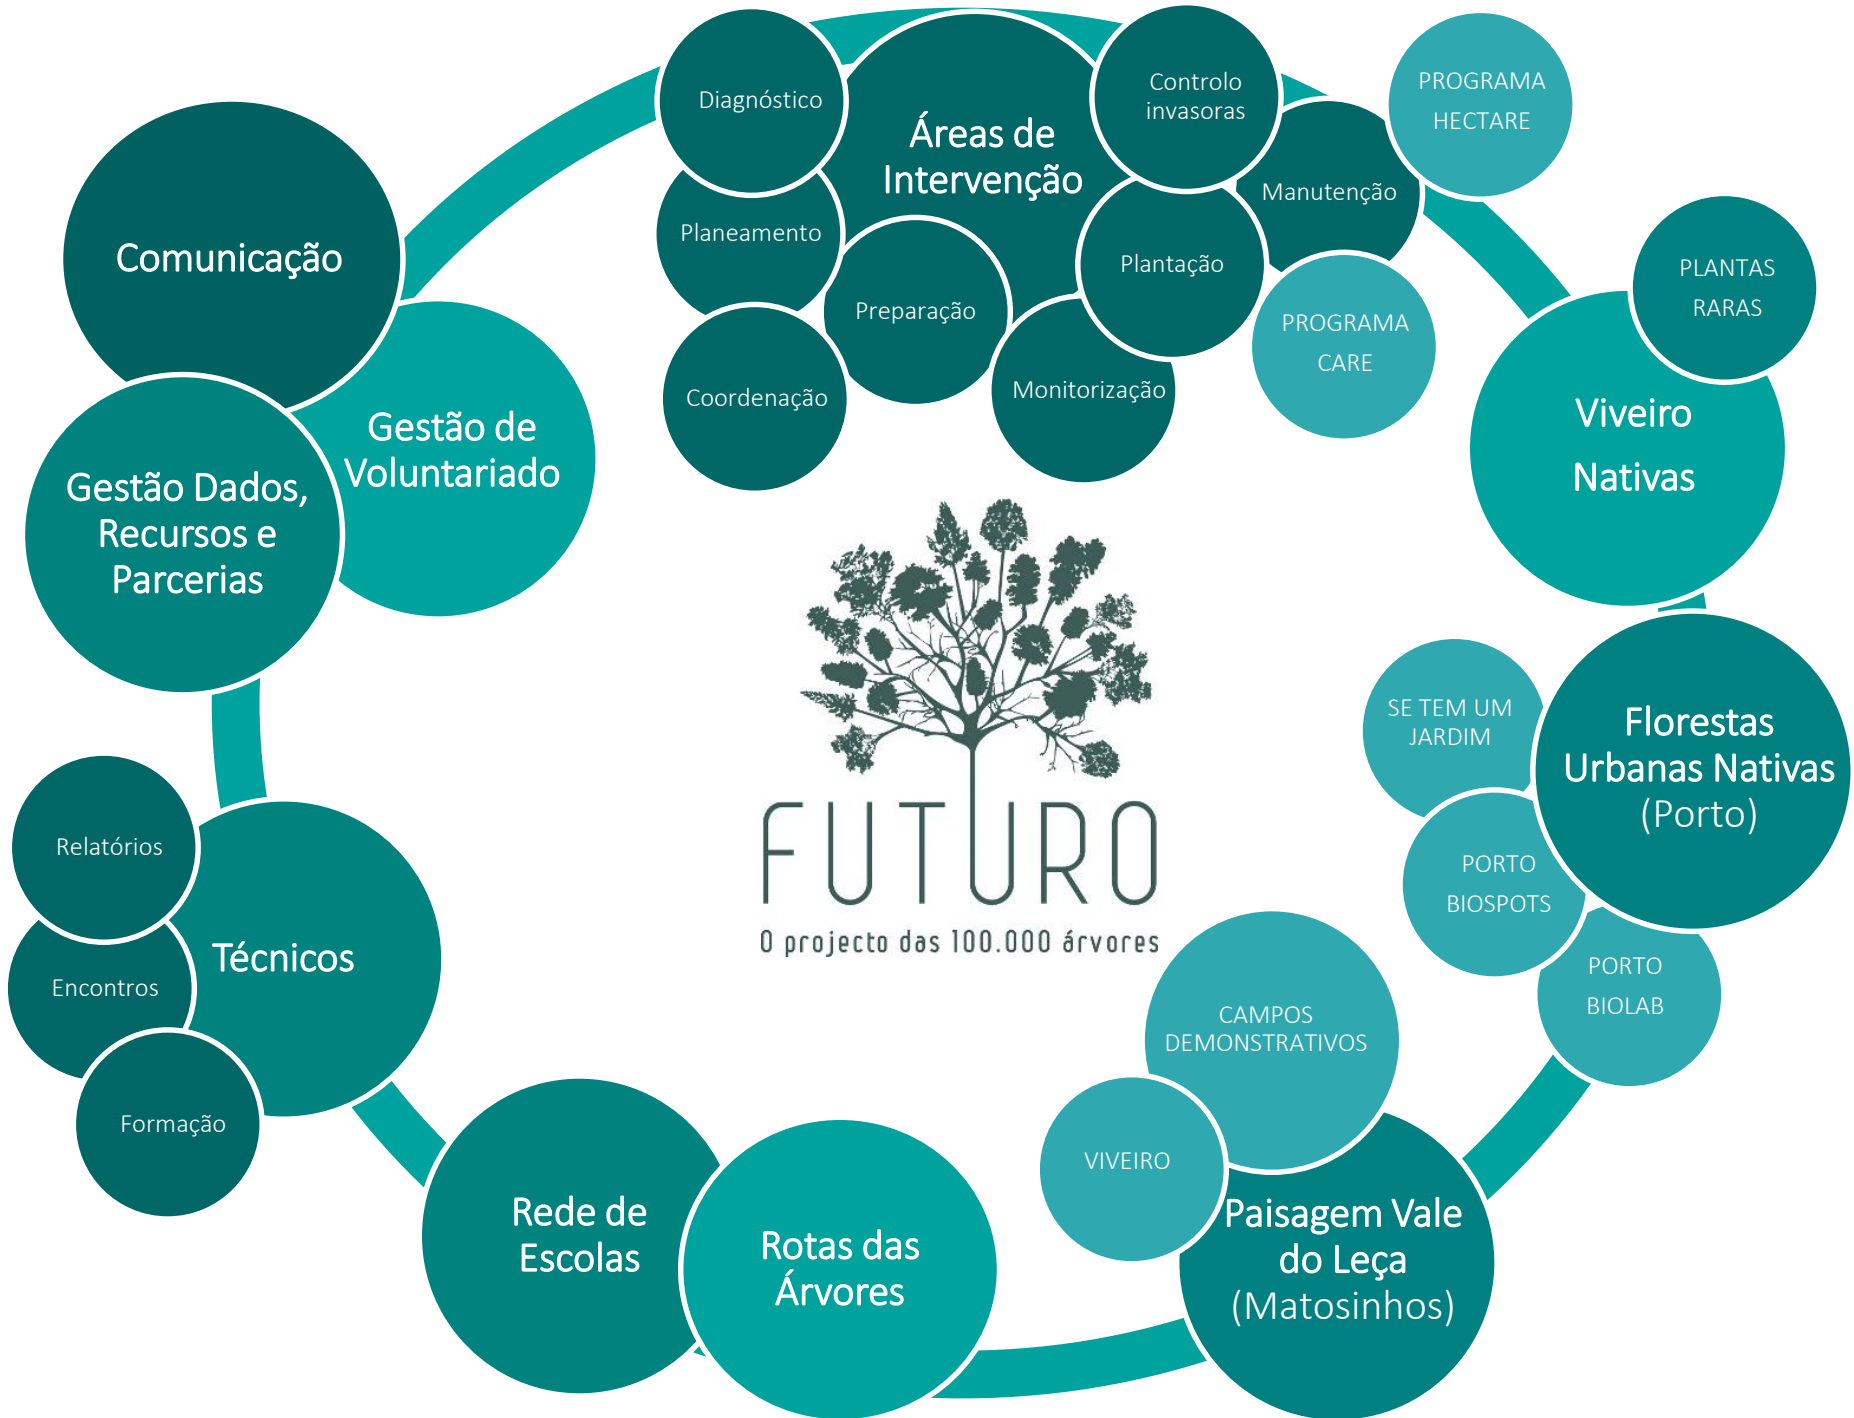 Diagnóstico
Planeamento
Coordenação
Áreas de
Intervenção
Preparação
Monitorização
Controlo
invasoras
Plantação
Manutenção
PROGRAMA
HECTARE
PROGRAMA
CARE
PLANTAS
RARAS
Viveiro
Nativas
Florestas
Urbanas Nativas
(Porto)
SE TEM UM
JARDIM
PORTO
BIOSPOTS
PORTO
BIOLAB
CAMPOS
DEMONSTRATIVOS
VIVEIRO
Paisagem Vale
do Leça
(Matosinhos)
Rotas das
Árvores
Rede de
Escolas
Técnicos
Relatórios
Encontros
Formação
Gestão Dados,
Recursos e
Parcerias
Gestão de
Voluntariado
Comunicação
FUTURO
O projecto das 100.000 árvores